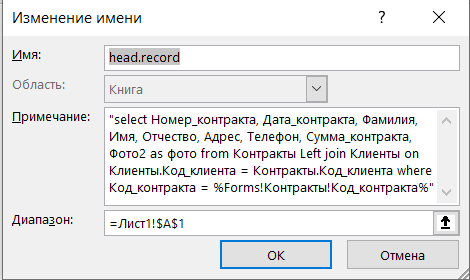 Изменение имени ? ×
Имя: head.record
Область: Книга
Примечание: "select Номер_контракта, Дата_контракта, Фамилия,
Имя, Отчество, Адрес, Телефон, Сумма_контракта,
Фото2 as фото from Контракты Left join Клиенты on
Клиенты.Код_клиента = Контракты.Код_клиента where
Код_контракта = %Forms!Контракты!Код_контракта%"
Диапазон: =Лист1!$A$1
ОК Отмена